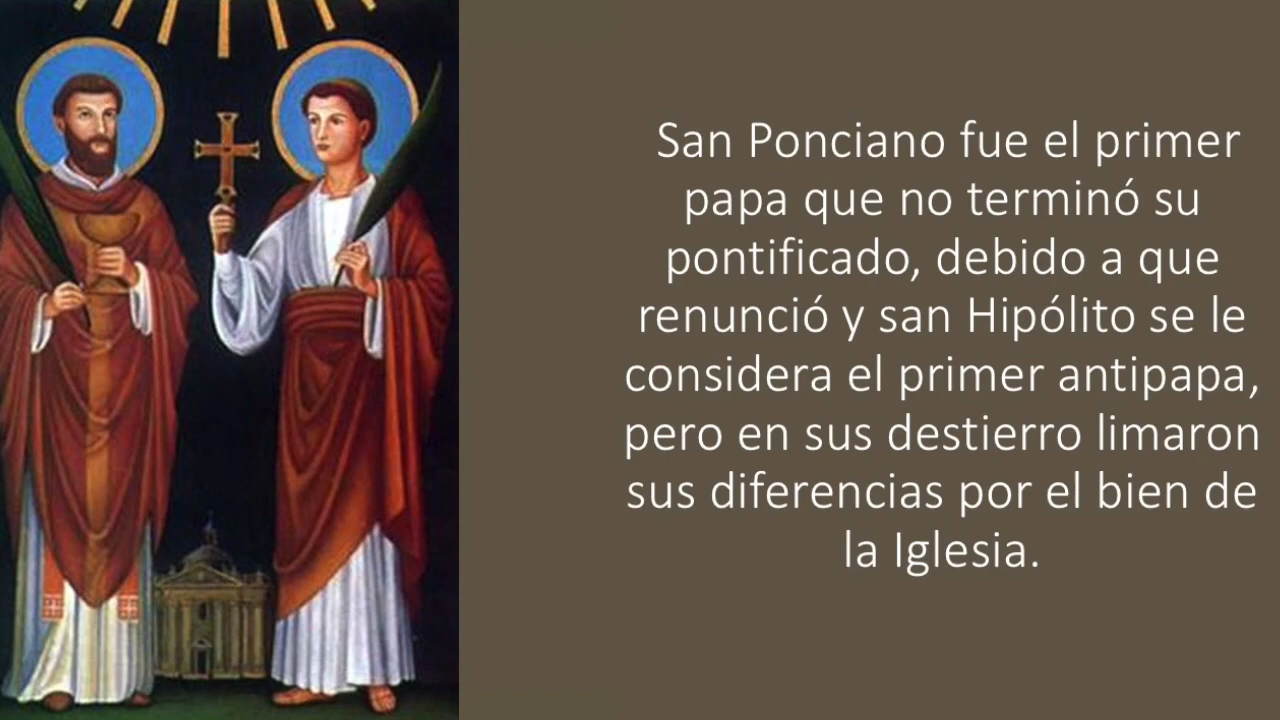 San Ponciano fue el primer
papa que no terminó su
pontificado, debido a que
renunció y san Hipólito se le
considera el primer antipapa,
pero en sus destierro limaron
sus diferencias por el bien de
la Iglesia.